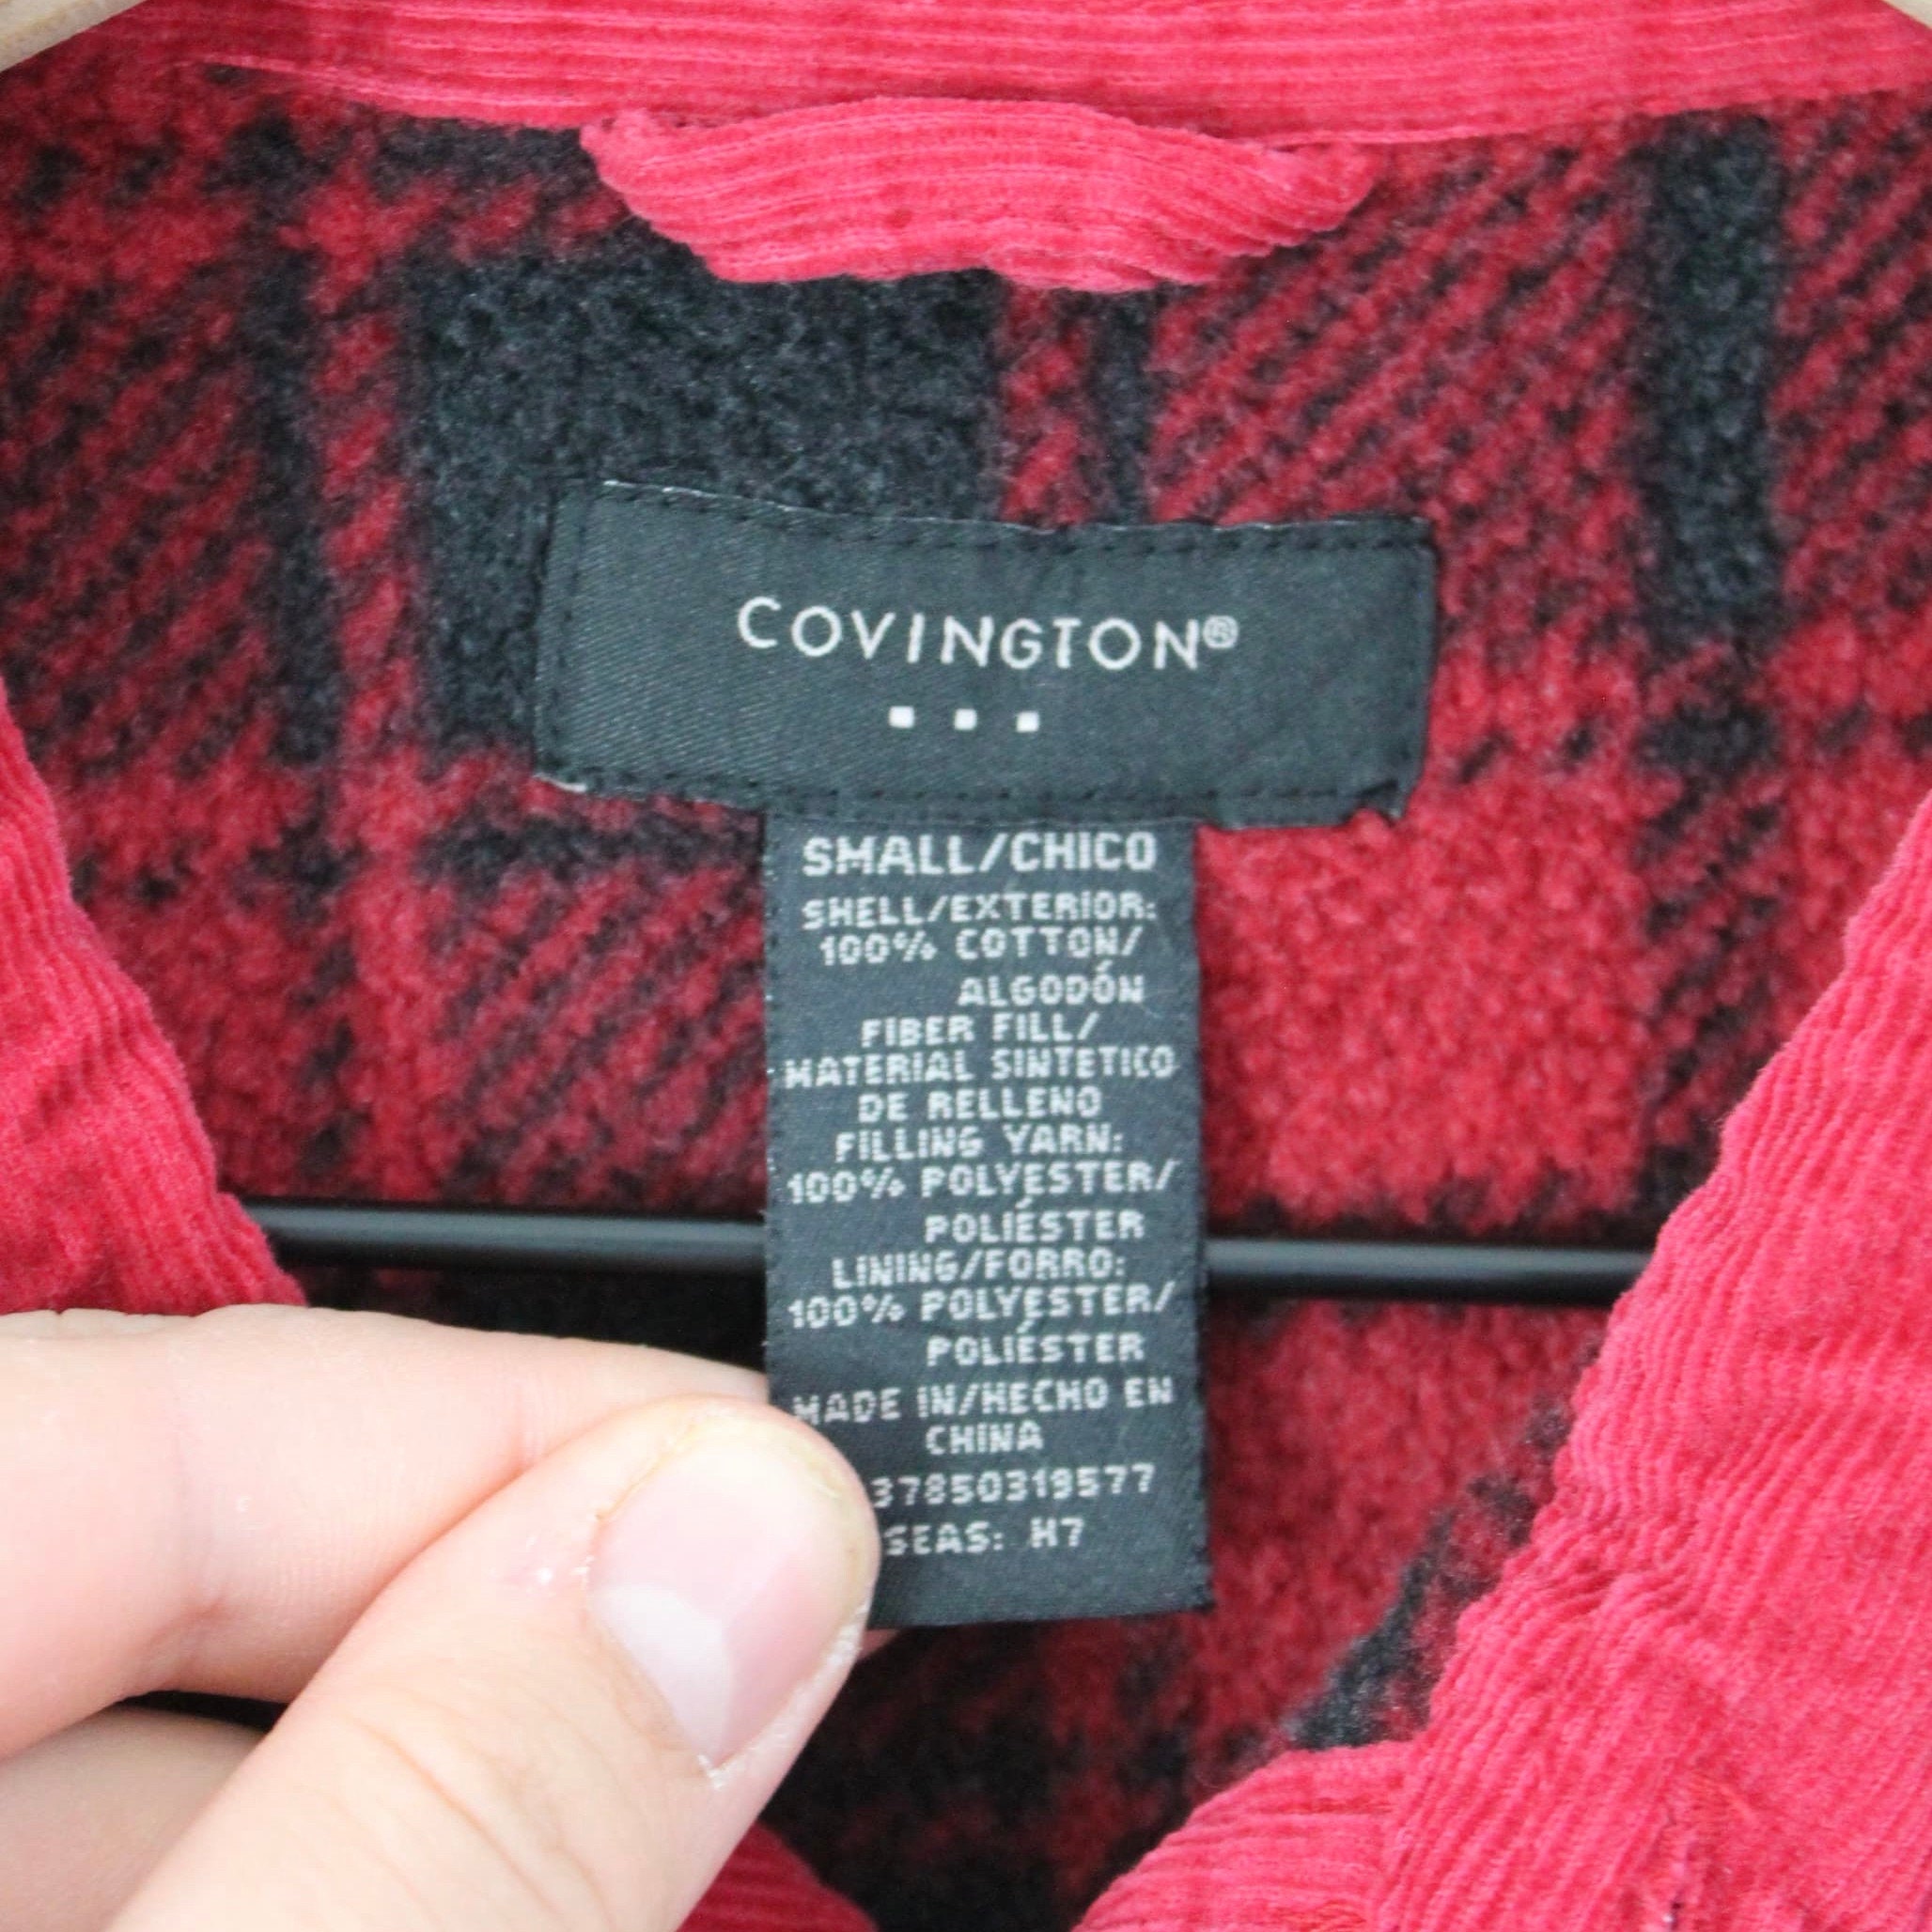 COVINGTON®
SMALL/CHICO
SHELL/EXTERIOR:
100% COTTON/
ALGODÓN
FIBER FILL/
MATERIAL SINTETICO
DE RELLENO
FILLING YARN:
100% POLYESTER/
POLIÉSTER
LINING/FORRO:
100% POLYESTER/
POLIÉSTER
MADE IN/HECHO EN
CHINA
37850319577
SEAS: H7